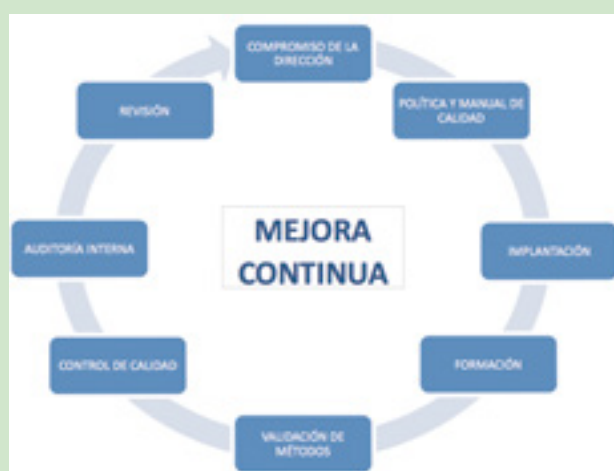 COMPROMISO DE LA
DIRECCIÓN
POLÍTICA Y MANUAL DE
CALIDAD
IMPLANTACIÓN
FORMACIÓN
VALIDACIÓN DE
MÉTODOS
CONTROL DE CALIDAD
AUDITORÍA INTERNA
REVISIÓN
MEJORA
CONTINUA